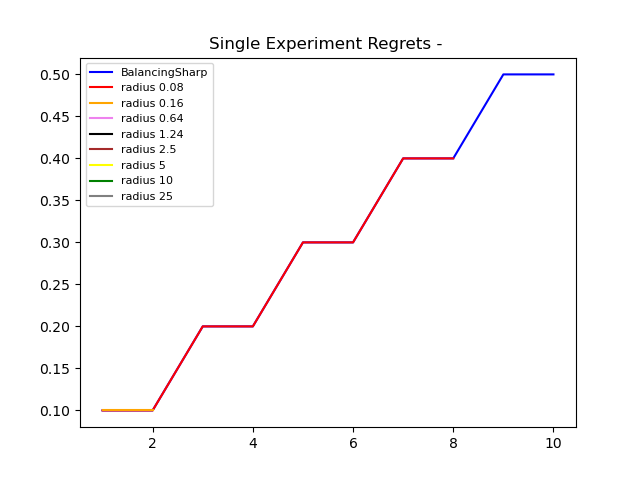 Single Experiment Regrets -
0.50
0.45
0.40
0.35
0.30
0.25
0.20
0.15
0.10
BalancingSharp
radius 0.08
radius 0.16
radius 0.64
radius 1.24
radius 2.5
radius 5
radius 10
radius 25
2 4 6 8 10